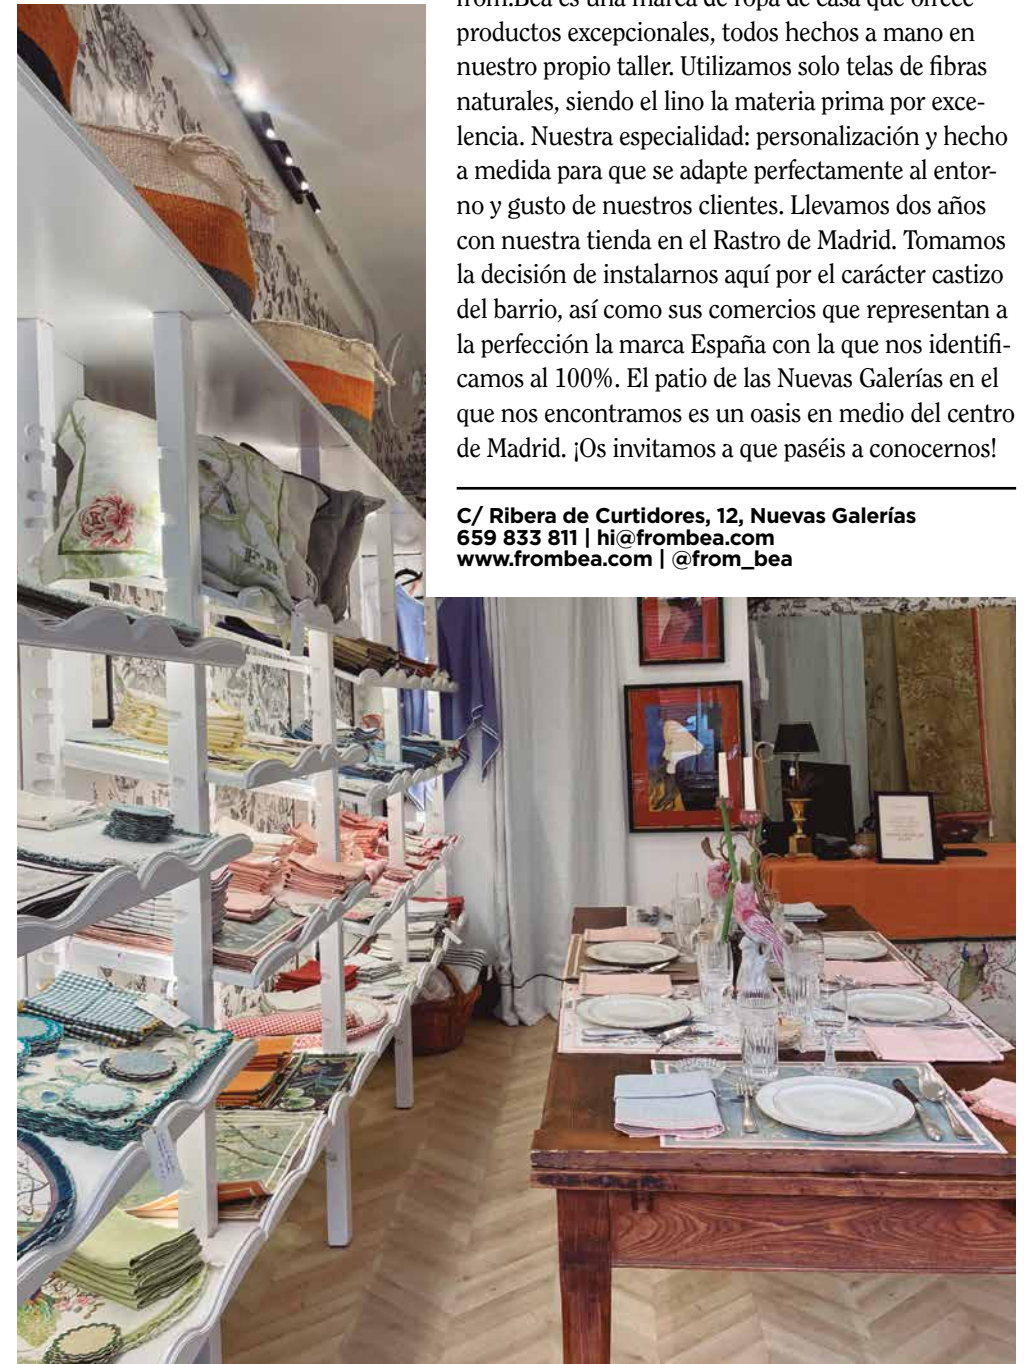 from.Bea es una marca de ropa de casa que ofrece
productos excepcionales, todos hechos a mano en
nuestro propio taller. Utilizamos solo telas de fibras
naturales, siendo el lino la materia prima por exce-
lencia. Nuestra especialidad: personalización y hecho
a medida para que se adapte perfectamente al entor-
no y gusto de nuestros clientes. Llevamos dos años
con nuestra tienda en el Rastro de Madrid. Tomamos
la decisión de instalarnos aquí por el carácter castizo
del barrio, así como sus comercios que representan a
la perfección la marca España con la que nos identifi-
camos al 100%. El patio de las Nuevas Galerías en el
que nos encontramos es un oasis en medio del centro
de Madrid. ¡Os invitamos a que paséis a conocernos!
C/ Ribera de Curtidores, 12, Nuevas Galerías
659 833 811 | hi@frombea.com
www.frombea.com | @from_bea